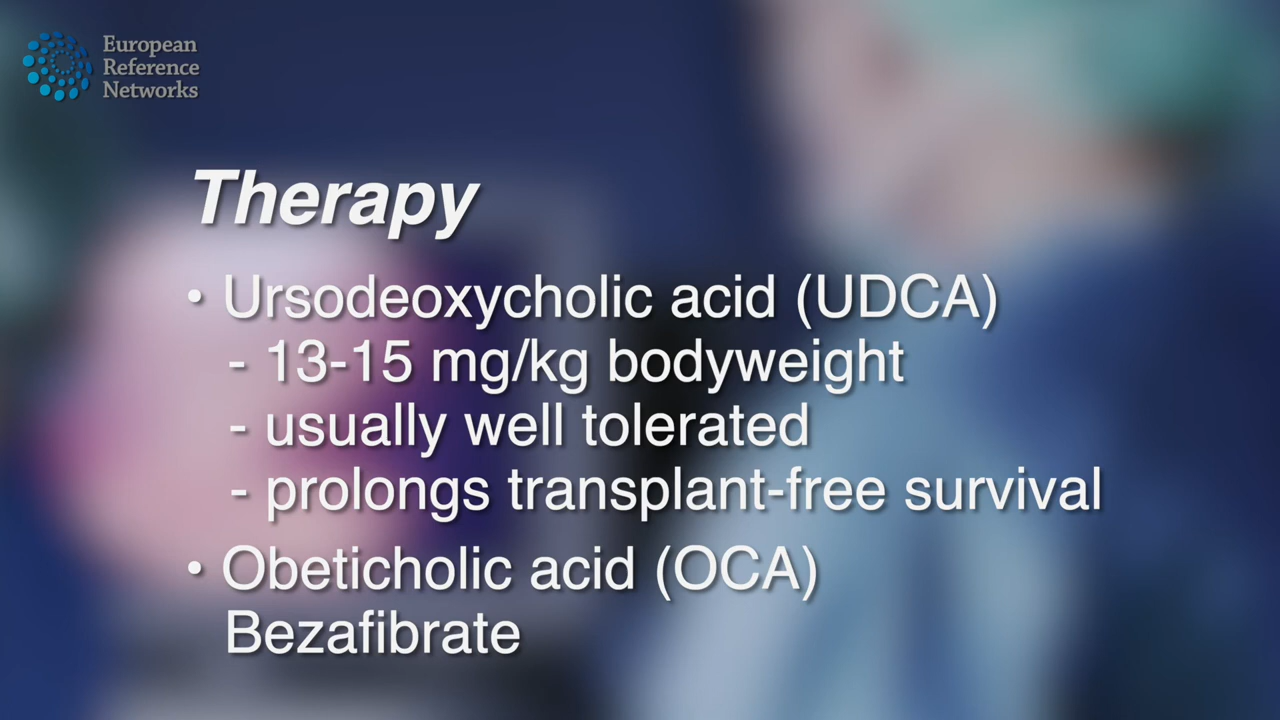 European
Reference
Networks
Therapy
• Ursodeoxycholic acid (UDCA)
- 13-15 mg/kg bodyweight
- usually well tolerated
- prolongs transplant-free survival
• Obeticholic acid (OCA)
Bezafibrate